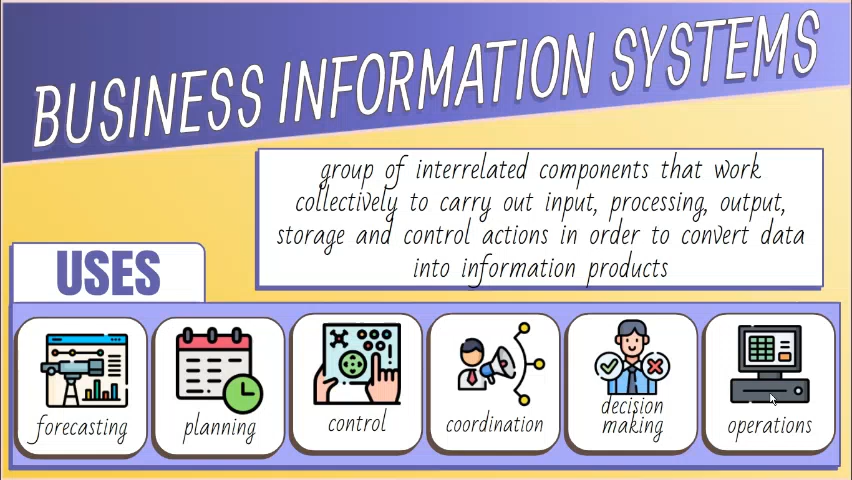 BUSINESS INFORMATION SYSTEMS
group of interrelated components that work
collectively to carry out input, processing, output,
storage and control actions in order to convert data
into information products
USES
forecasting
planning
control
coordination
decision
making
operations